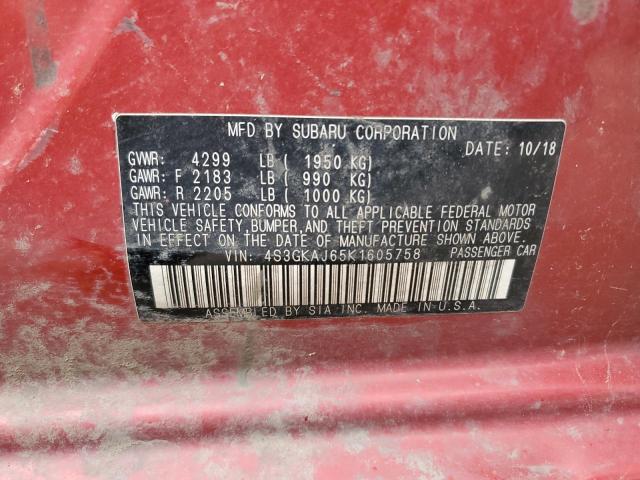 MFD BY SUBARU CORPORATION
DATE: 10/18
GVWR: 4299 LB ( 1950 KG)
GAWR: F 2183 LB ( 990 KG)
GAWR: R 2205 LB ( 1000 KG)
THIS VEHICLE CONFORMS TO ALL APPLICABLE FEDERAL MOTOR
VEHICLE SAFETY, BUMPER, AND THEFT PREVENTION STANDARDS
IN EFFECT ON THE DATE OF MANUFACTURE SHOWN ABOVE.
VIN: 4S3GKAJ65K1605758 PASSENGER CAR
ASSEMBLED BY SIA INC. MADE IN U.S.A.